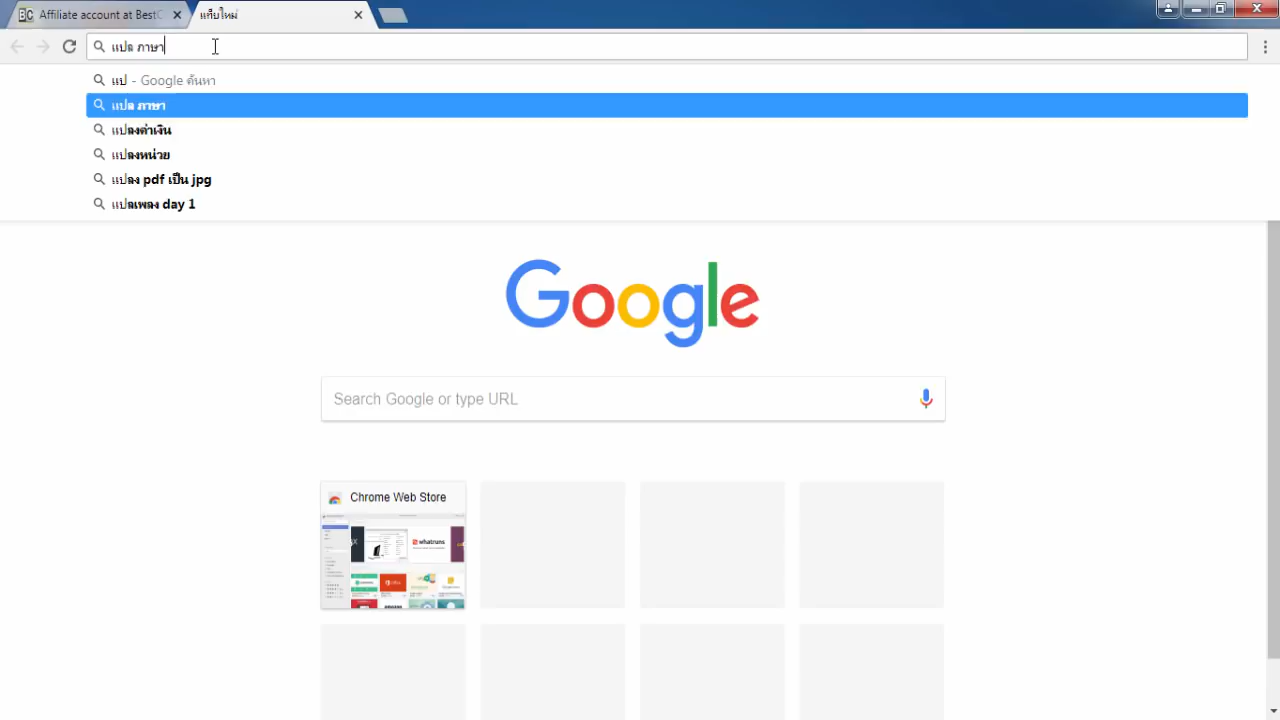 BC Affiliate account at BestC
แท็บใหม่
แปล ภาษา
แป - Google ค้นหา
แปล ภาษา
แปลงค่าเงิน
แปลงหน่วย
แปลง pdf เป็น jpg
แปลเพลง day 1
Google
Search Google or type URL
Chrome Web Store
whatruns